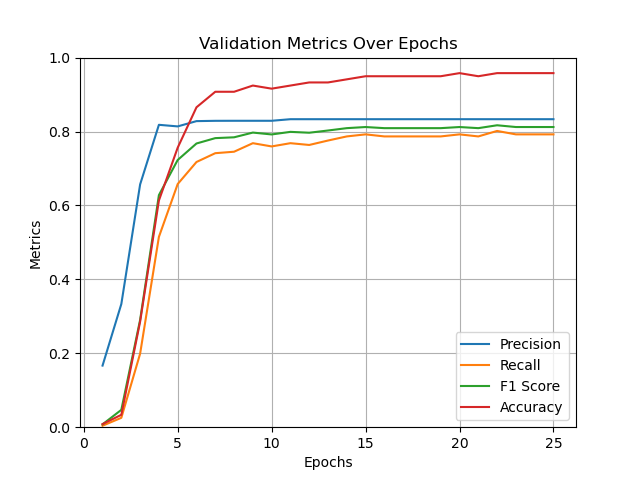 Validation Metrics Over Epochs
1.0
0.8
0.6
0.4
0.2
0.0
Metrics
0 5 10 15 20 25
Epochs
Precision
Recall
F1 Score
Accuracy